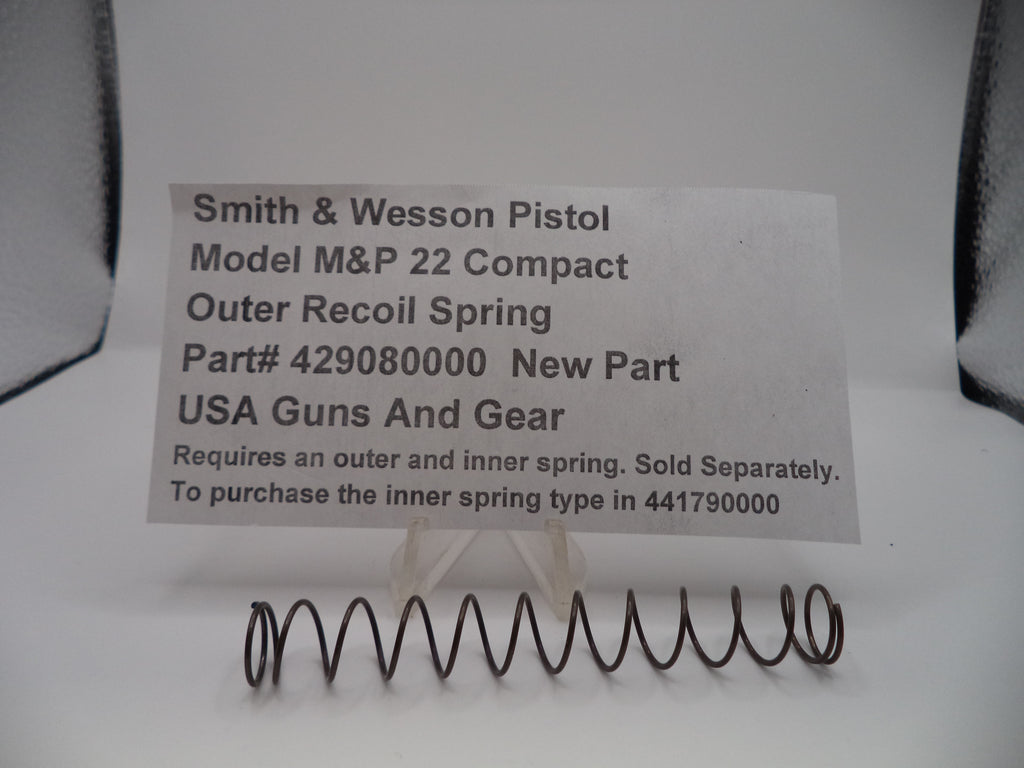 Smith & Wesson Pistol
Model M&P 22 Compact
Outer Recoil Spring
Part# 429080000 New Part
USA Guns And Gear
Requires an outer and inner spring. Sold Separately.
To purchase the inner spring type in 441790000